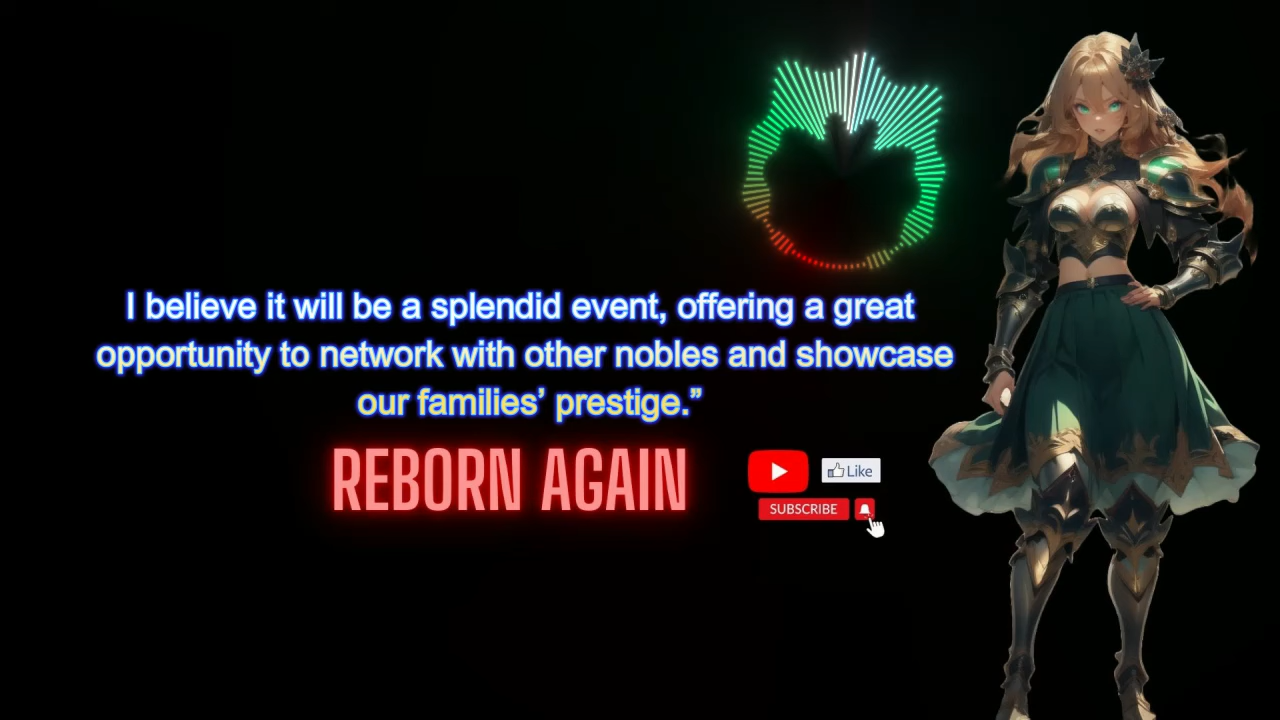 I believe it will be a splendid event, offering a great
opportunity to network with other nobles and showcase
our families’ prestige.”
REBORN AGAIN
Like
SUBSCRIBE